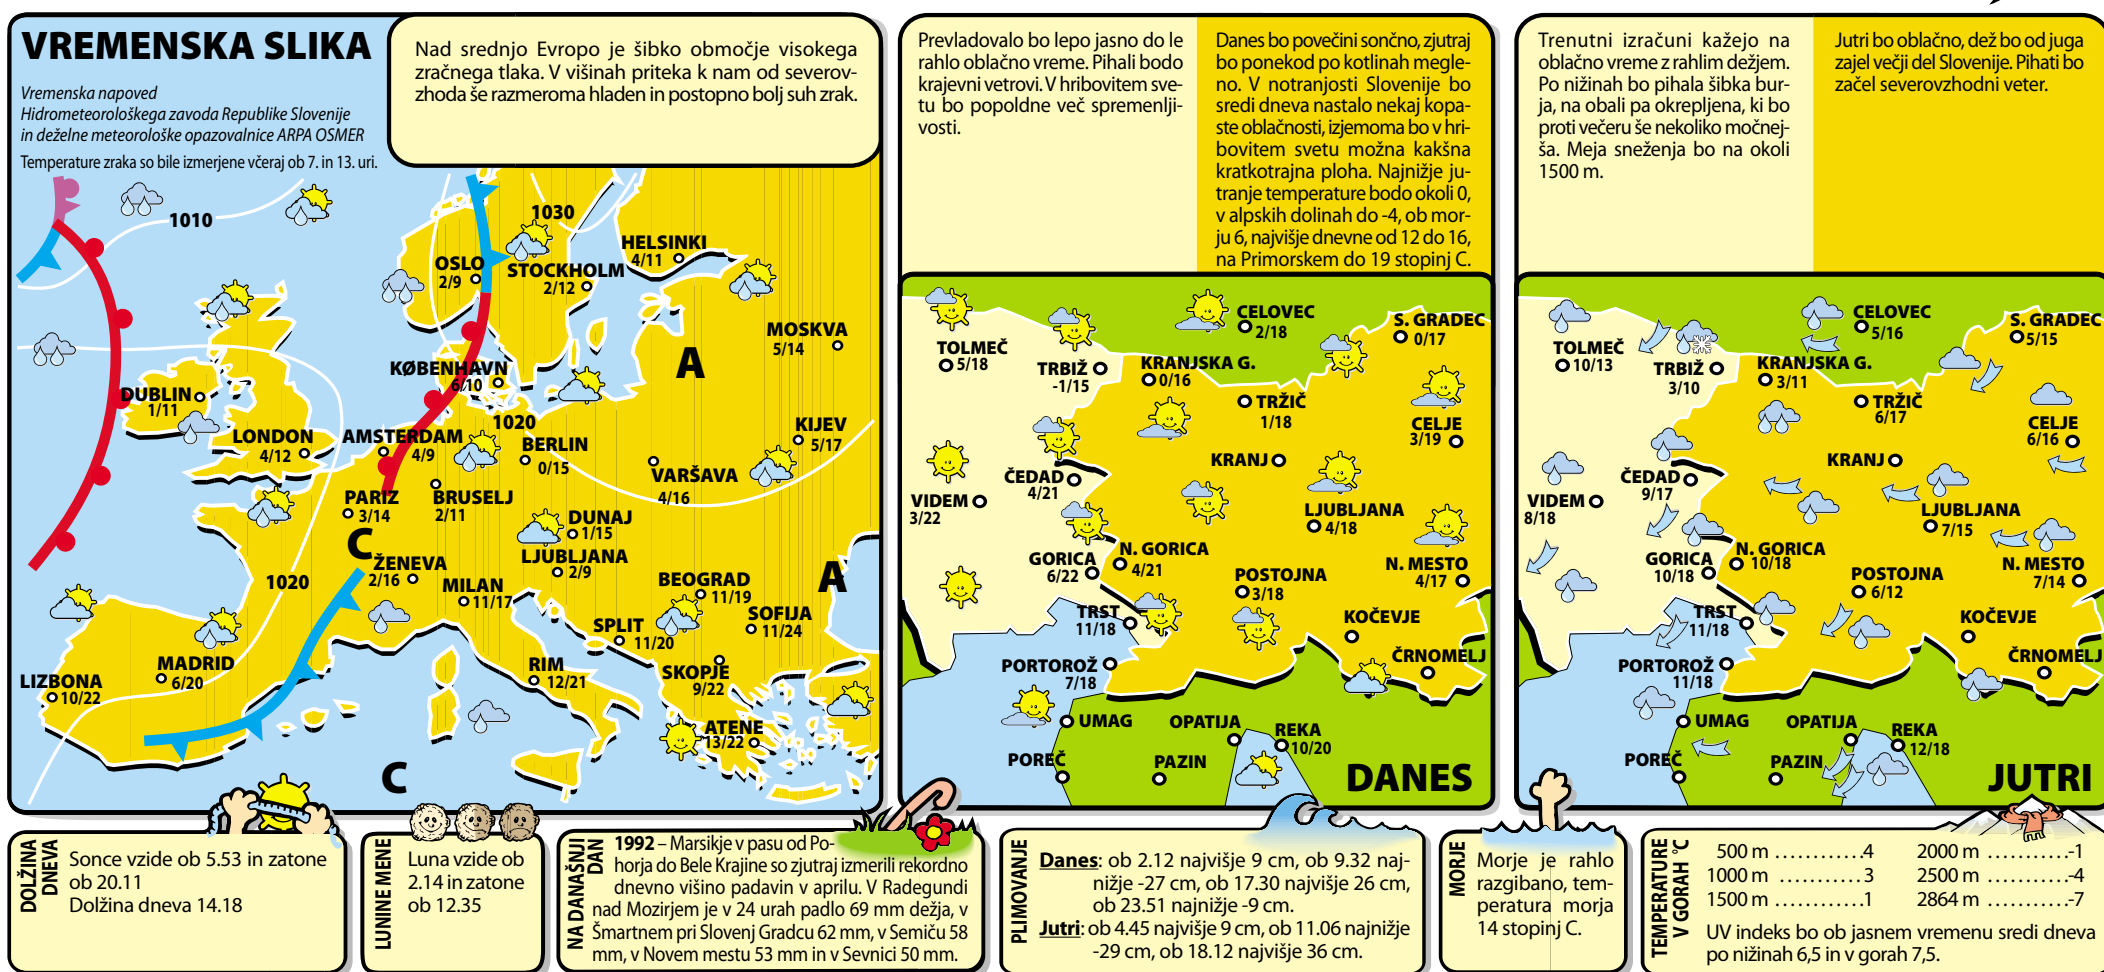 VREMENSKA SLIKA
Vremenska napoved
Hidrometeorološkega zavoda Republike Slovenije
in deželne meteorološke opazovalnice ARPA OSMER
Temperature zraka so bile izmerjene včeraj ob 7. in 13. uri.
Nad srednjo Evropo je šibko območje visokega
zračnega tlaka. V višinah priteka k nam od severov-
zhoda še razmeroma hladen in postopno bolj suh zrak.
1010
1030
HELSINKI
4/11
OSLO
2/9
STOCKHOLM
2/12
MOSKVA
5/14
A
KØBENHAVN
6/10
DUBLIN
1/11
1020
LONDON
4/12
AMSTERDAM
4/9
BERLIN
0/15
KIJEV
5/17
VARŠAVA
4/16
PARIZ
3/14
BRUSELJ
2/11
DUNAJ
1/15
C
ŽENEVA
2/16
LJUBLJANA
2/9
1020
MILAN
11/17
BEOGRAD
11/19
A
SOFIJA
11/24
SPLIT
11/20
MADRID
6/20
LIZBONA
10/22
RIM
12/21
SKOPJE
9/22
ATENE
13/22
C
Prevladovalo bo lepo jasno do le
rahlo oblačno vreme. Pihali bodo
krajevni vetrovi. V hribovitem sve-
tu bo popoldne več spremenlji-
vosti.
Danes bo povečini sončno, zjutraj
bo ponekod po kotlinah megle-
no. V notranjosti Slovenije bo
sredi dneva nastalo nekaj kopa-
ste oblačnosti, izjemoma bo v hri-
bovitem svetu možna kakšna
kratkotrajna ploha. Najnižje ju-
tranje temperature bodo okoli 0,
v alpskih dolinah do -4, ob mor-
ju 6, najvišje dnevne od 12 do 16,
na Primorskem do 19 stopinj C.
CELOVEC
2/18
S. GRADEC
0/17
TOLMEČ
5/18
TRBIŽ
-1/15
KRANJSKA G.
0/16
TRŽIČ
1/18
CELJE
3/19
KRANJ
ČEDAD
4/21
VIDEM
3/22
LJUBLJANA
4/18
GORICA
6/22
N. GORICA
4/21
POSTOJNA
3/18
N. MESTO
4/17
TRST
11/18
KOČEVJE
PORTOROŽ
7/18
ČRNOMELJ
UMAG
OPATIJA
REKA
10/20
POREČ
PAZIN
DANES
Trenutni izračuni kažejo na
oblačno vreme z rahlim dežjem.
Po nižinah bo pihala šibka bur-
ja, na obali pa okrepljena, ki bo
proti večeru še nekoliko močnej-
ša. Meja sneženja bo na okoli
1500 m.
Jutri bo oblačno, dež bo od juga
zajel večji del Slovenije. Pihati bo
začel severovzhodni veter.
CELOVEC
5/16
S. GRADEC
5/15
TOLMEČ
10/13
TRBIŽ
3/10
KRANJSKA G.
3/11
TRŽIČ
6/17
CELJE
6/16
KRANJ
ČEDAD
9/17
VIDEM
8/18
LJUBLJANA
7/15
GORICA
10/18
N. GORICA
10/18
POSTOJNA
6/12
N. MESTO
7/14
TRST
11/18
KOČEVJE
PORTOROŽ
11/18
ČRNOMELJ
UMAG
OPATIJA
REKA
12/18
POREČ
PAZIN
JUTRI
DOLŽINA
DNEVA
Sonce vzide ob 5.53 in zatone
ob 20.11
Dolžina dneva 14.18
LUNINE MENE
Luna vzide ob
2.14 in zatone
ob 12.35
NA DANAŠNJI
DAN
1992 – Marsikje v pasu od Po-
horja do Bele Krajine so zjutraj izmerili rekordno
dnevno višino padavin v aprilu. V Radegundi
nad Mozirjem je v 24 urah padlo 69 mm dežja, v
Šmartnem pri Slovenj Gradcu 62 mm, v Semiču 58
mm, v Novem mestu 53 mm in v Sevnici 50 mm.
PLIMOVANJE
Danes: ob 2.12 najvišje 9 cm, ob 9.32 naj-
nižje -27 cm, ob 17.30 najvišje 26 cm,
ob 23.51 najnižje -9 cm.
Jutri: ob 4.45 najvišje 9 cm, ob 11.06 najnižje
-29 cm, ob 18.12 najvišje 36 cm.
MORJE
Morje je rahlo
razgibano, tem-
peratura morja
14 stopinj C.
TEMPERATURE
V GORAH °C
500 m ............4
1000 m ...........3
1500 m ...........1
2000 m ...........-1
2500 m ...........-4
2864 m ...........-7
UV indeks bo ob jasnem vremenu sredi dneva
po nižinah 6,5 in v gorah 7,5.